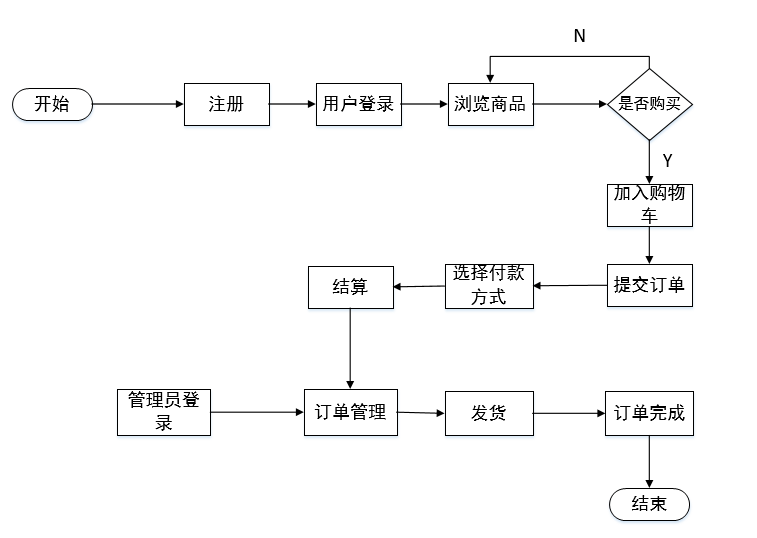 N
开始
注册
用户登录
浏览商品
是否购买
Y
加入购物
车
结算
选择付款
方式
提交订单
管理员登
录
订单管理
发货
订单完成
结束